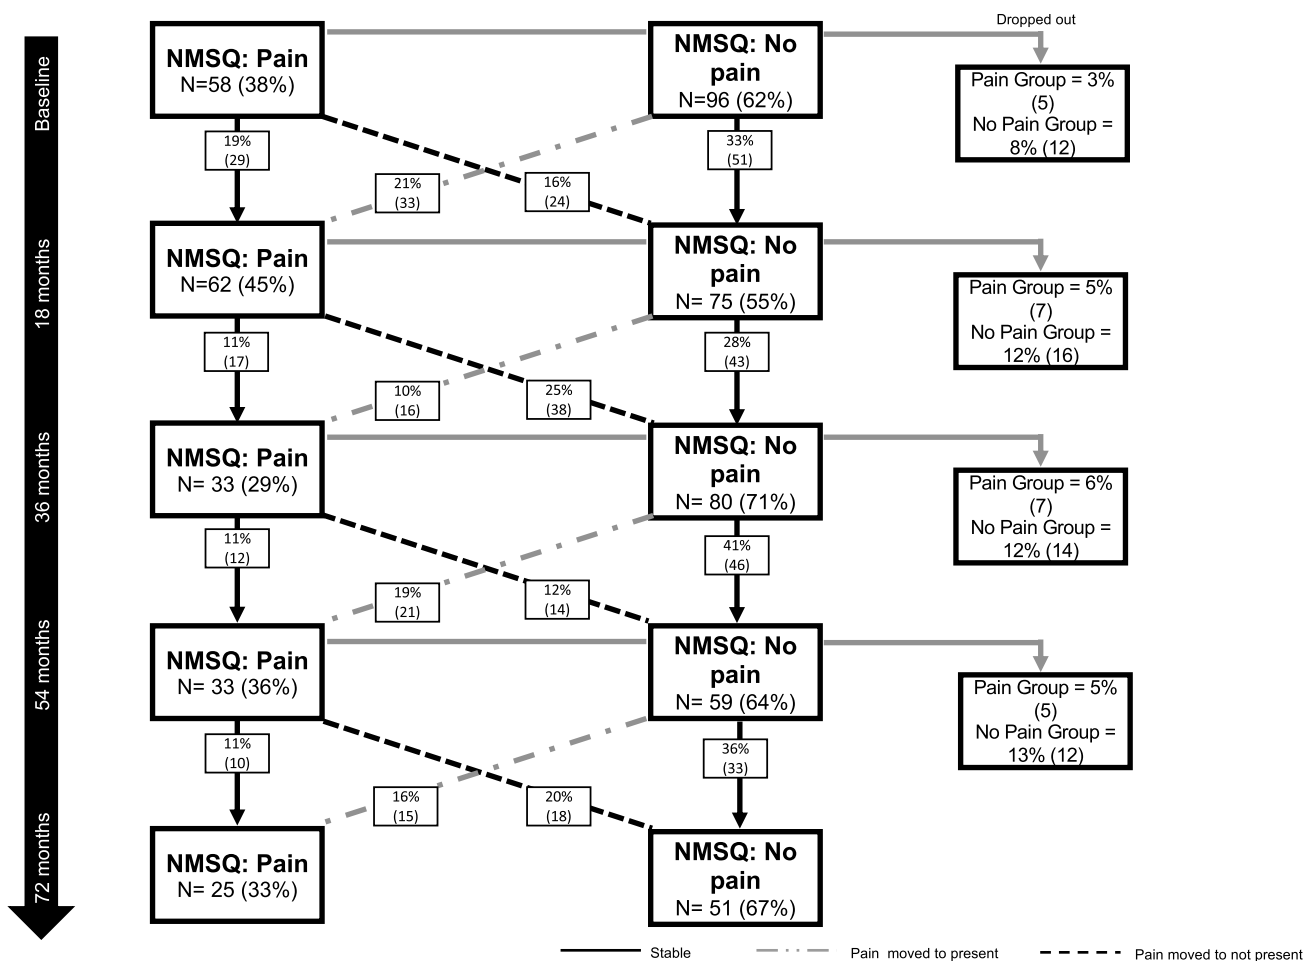 Dropped out
Baseline
NMSQ: Pain
N=58 (38%)
NMSQ: No
pain
N=96 (62%)
Pain Group = 3%
(5)
No Pain Group =
8% (12)
19%
(29)
33%
(51)
21%
(33)
16%
(24)
18 months
NMSQ: Pain
N=62 (45%)
NMSQ: No
pain
N= 75 (55%)
Pain Group = 5%
(7)
No Pain Group =
12% (16)
11%
(17)
28%
(43)
10%
(16)
25%
(38)
36 months
NMSQ: Pain
N= 33 (29%)
NMSQ: No
pain
N= 80 (71%)
Pain Group = 6%
(7)
No Pain Group =
12% (14)
11%
(12)
41%
(46)
19%
(21)
12%
(14)
54 months
NMSQ: Pain
N= 33 (36%)
NMSQ: No
pain
N= 59 (64%)
Pain Group = 5%
(5)
No Pain Group =
13% (12)
11%
(10)
36%
(33)
16%
(15)
20%
(18)
72 months
NMSQ: Pain
N= 25 (33%)
NMSQ: No
pain
N= 51 (67%)
Stable
Pain moved to present
Pain moved to not present